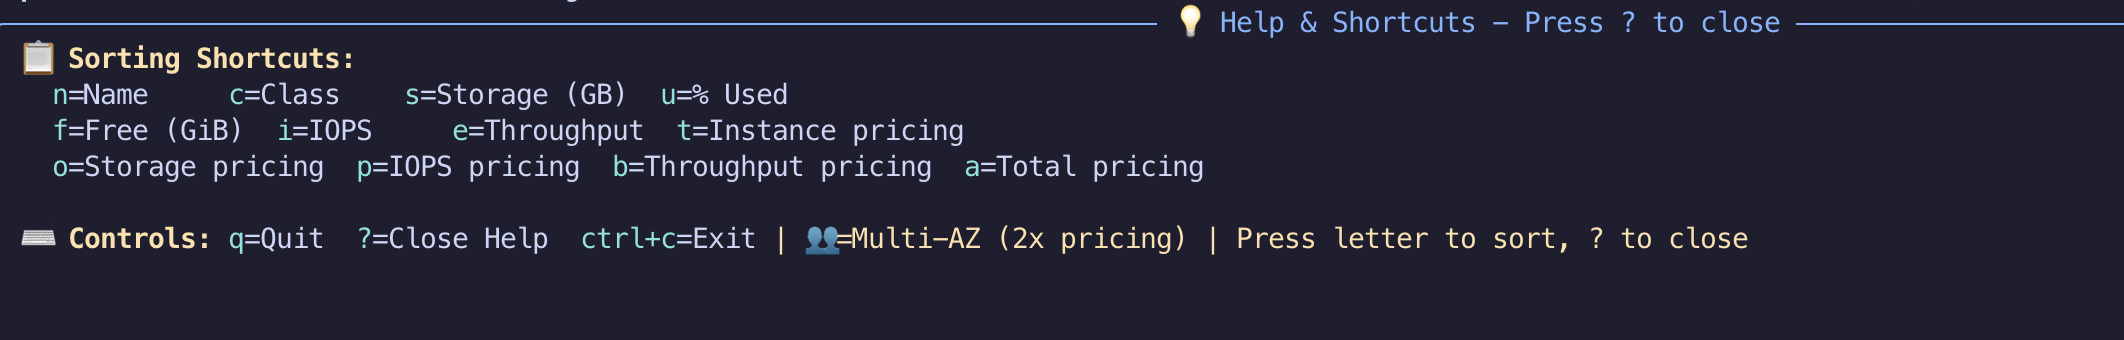 💡 Help & Shortcuts - Press ? to close
📋 Sorting Shortcuts:
n=Name     c=Class    s=Storage (GB)  u=% Used
f=Free (GiB)  i=IOPS     e=Throughput  t=Instance pricing
o=Storage pricing  p=IOPS pricing  b=Throughput pricing  a=Total pricing
⌨️ Controls: q=Quit  ?=Close Help  ctrl+c=Exit | 👥=Multi-AZ (2x pricing) | Press letter to sort, ? to close